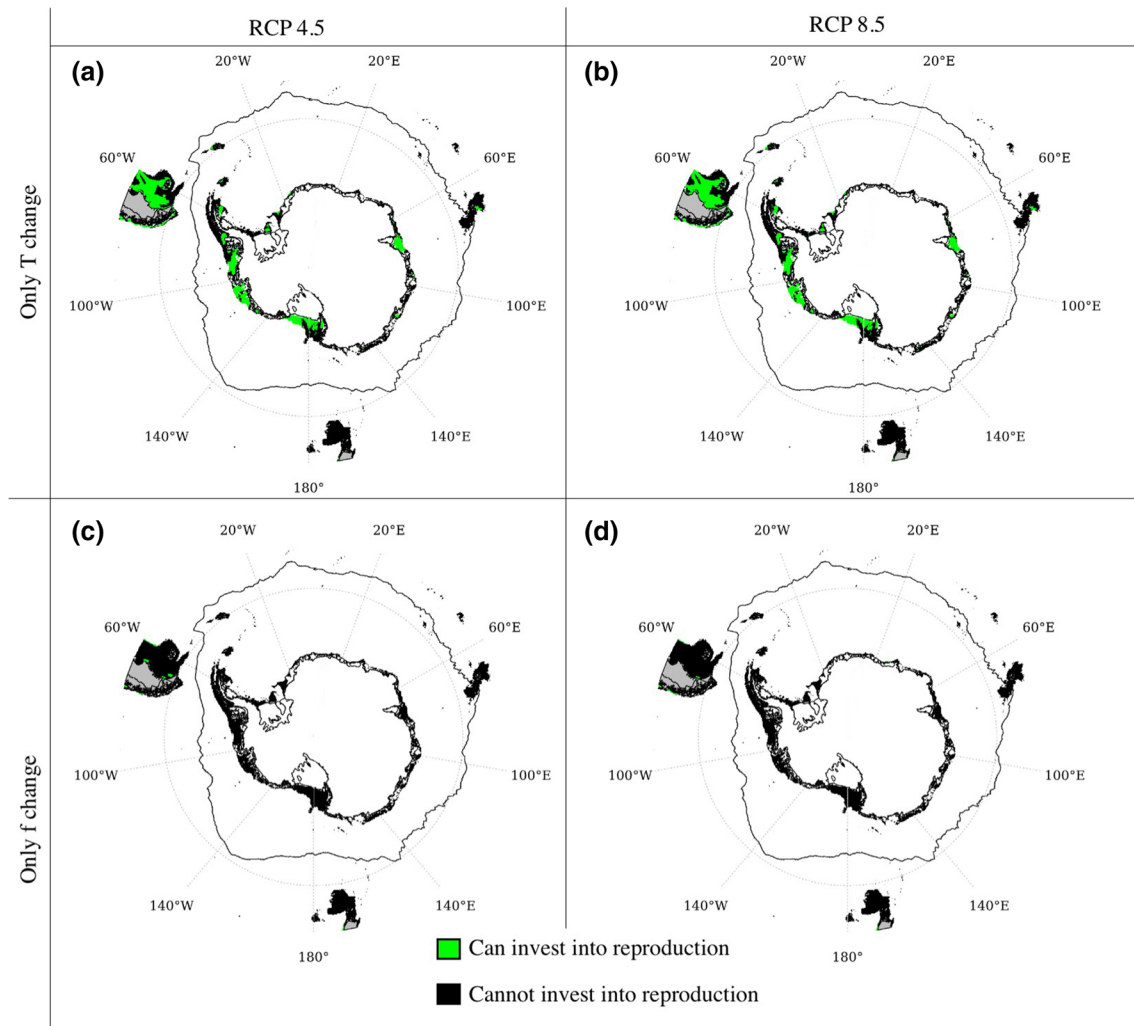 RCP 4.5
RCP 8.5
Only T change
(a)
20°W
20°E
60°W
60°E
100°W
100°E
140°W
140°E
180°
(b)
20°W
20°E
60°W
60°E
100°W
100°E
140°W
140°E
180°
Only f change
(c)
20°W
20°E
60°W
60°E
100°W
100°E
140°W
140°E
180°
(d)
20°W
20°E
60°W
60°E
100°W
100°E
140°W
140°E
180°
Can invest into reproduction
Cannot invest into reproduction